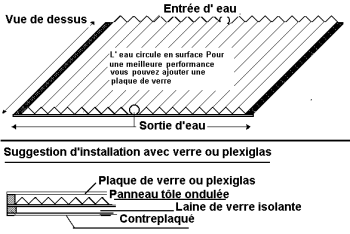 Entrée d' eau
Vue de dessus
L' eau circule en surface Pour
une meilleure performance
vous pouvez ajouter une
plaque de verre
Sortie d'eau
Suggestion d'installation avec verre ou plexiglas
Plaque de verre ou plexiglas
Panneau tôle ondulée
Laine de verre isolante
Contreplaqué